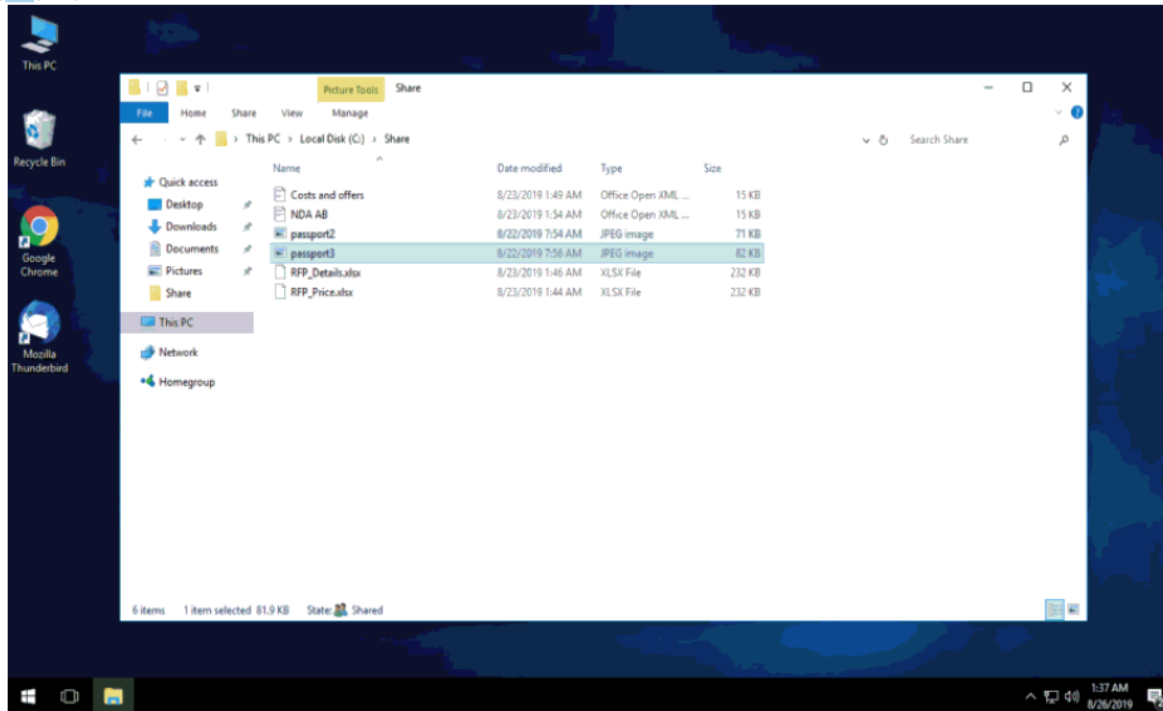 This PC
Recycle Bin
Google
Chrome
Mozilla
Thunderbird
Picture Tools Share
File Home Share View Manage
This PC > Local Disk (C:) > Share
Search Share
Quick access
Desktop
Downloads
Documents
Pictures
Share
This PC
Network
Homegroup
Name Date modified Type Size
Costs and offers 8/23/2019 1:49 AM Office Open XML ... 15 KB
NDA AB 8/23/2019 1:54 AM Office Open XML ... 15 KB
passport2 8/22/2019 7:54 AM JPEG image 71 KB
passport3 8/22/2019 7:56 AM JPEG image 82 KB
RFP_Details.xlsx 8/23/2019 1:46 AM XLSX File 232 KB
RFP_Price.xlsx 8/23/2019 1:44 AM XLSX File 232 KB
6 items 1 item selected 81.9 KB State: Shared
1:37 AM
8/26/2019